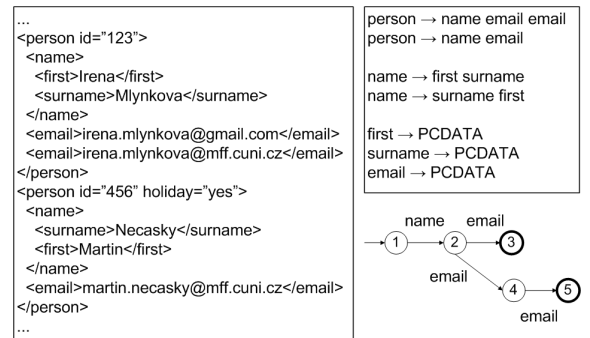 ...
<person id=”123”>
<name>
<first>Irena</first>
<surname>Mlynkova</surname>
</name>
<email>irena.mlynkova@gmail.com</email>
<email>irena.mlynkova@mff.cuni.cz</email>
</person>
<person id=”456” holiday=”yes”>
<name>
<surname>Necasky</surname>
<first>Martin</first>
</name>
<email>martin.necasky@mff.cuni.cz</email>
</person>
...
person → name email email
person → name email
name → first surname
name → surname first
first → PCDATA
surname → PCDATA
email → PCDATA
name email
1 2 3
email
4 5
email